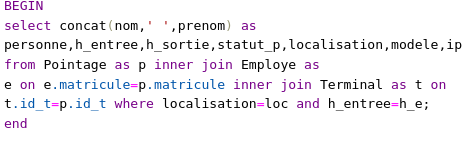 BEGIN
select concat(nom,' ',prenom) as
personne,h_entree,h_sortie,statut_p,localisation,modele,ip
from Pointage as p inner join Employe as
e on e.matricule=p.matricule inner join Terminal as t on
t.id_t=p.id_t where localisation=loc and h_entree=h_e;
end